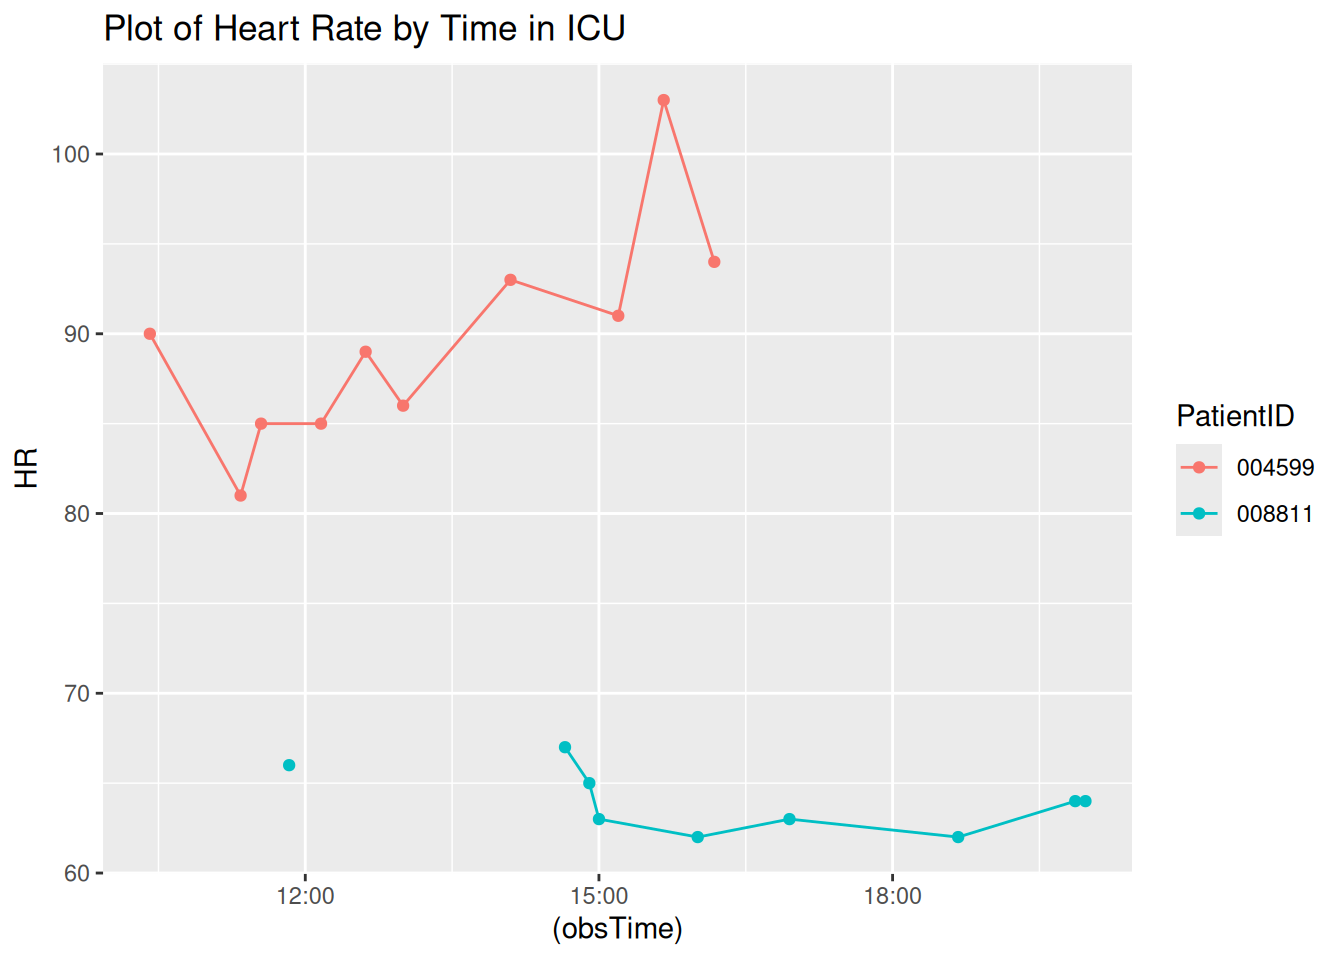 Plot of Heart Rate by Time in ICU
HR
100
90
80
70
60
12:00
15:00
18:00
(obsTime)
PatientID
004599
008811